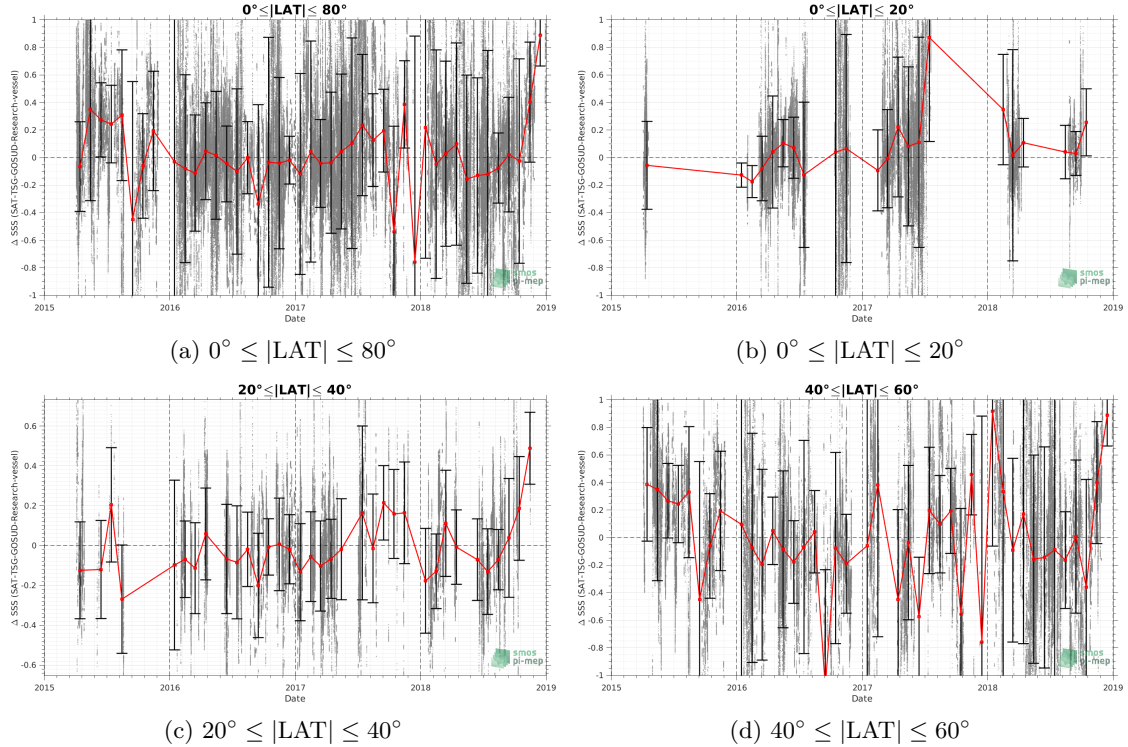 0°≤|LAT|≤ 80°
Δ SSS (SAT-TSG-GOSUD-Research-vessel)
1
0.8
0.6
0.4
0.2
0
-0.2
-0.4
-0.6
-0.8
-1
smos
pi-mep
2015 2016 2017 2018 2019
Date
(a) 0° ≤ |LAT| ≤ 80°
0°≤|LAT|≤ 20°
Δ SSS (SAT-TSG-GOSUD-Research-vessel)
1
0.8
0.6
0.4
0.2
0
-0.2
-0.4
-0.6
-0.8
-1
smos
pi-mep
2015 2016 2017 2018 2019
Date
(b) 0° ≤ |LAT| ≤ 20°
20°≤|LAT|≤ 40°
Δ SSS (SAT-TSG-GOSUD-Research-vessel)
0.6
0.4
0.2
0
-0.2
-0.4
-0.6
smos
pi-mep
2015 2016 2017 2018 2019
Date
(c) 20° ≤ |LAT| ≤ 40°
40°≤|LAT|≤ 60°
Δ SSS (SAT-TSG-GOSUD-Research-vessel)
1
0.8
0.6
0.4
0.2
0
-0.2
-0.4
-0.6
-0.8
-1
smos
pi-mep
2015 2016 2017 2018 2019
Date
(d) 40° ≤ |LAT| ≤ 60°